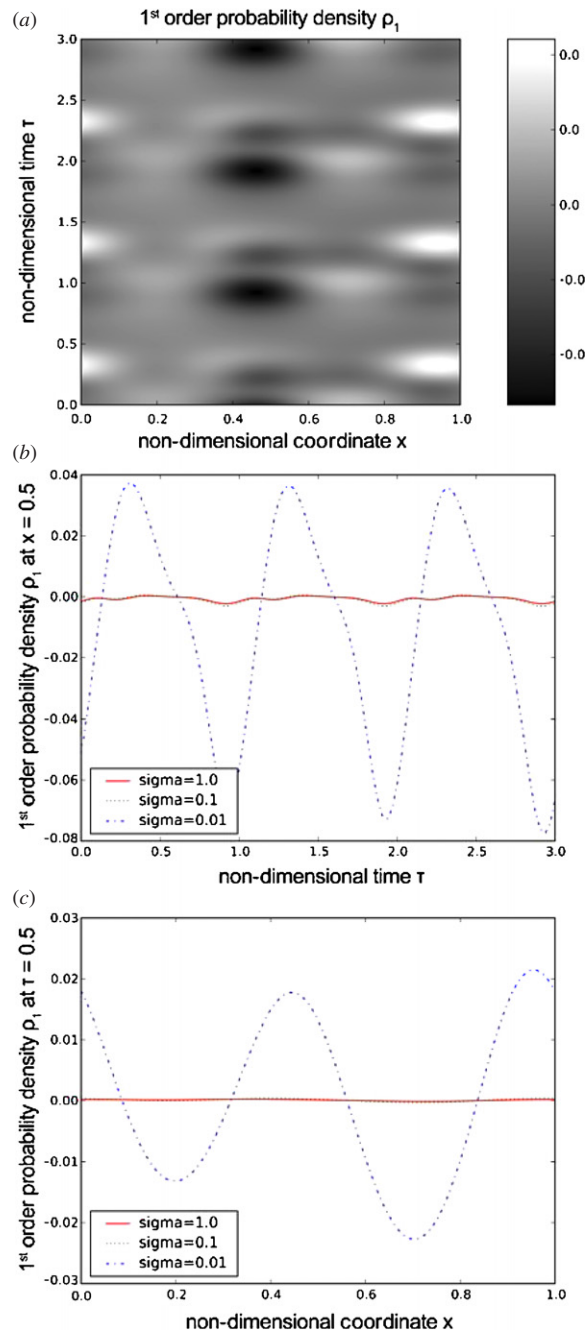 (a)
1st order probability density ρ1
3.0
2.5
2.0
1.5
1.0
0.5
0.0
non-dimensional time τ
0.0 0.2 0.4 0.6 0.8 1.0
non-dimensional coordinate x
0.0
0.0
0.0
-0.0
-0.0
(b)
0.04
0.02
0.00
-0.02
-0.04
-0.06
-0.08
1st order probability density ρ1 at x = 0.5
sigma=1.0
sigma=0.1
sigma=0.01
0.0 0.5 1.0 1.5 2.0 2.5 3.0
non-dimensional time τ
(c)
0.03
0.02
0.01
0.00
-0.01
-0.02
-0.03
1st order probability density ρ1 at τ = 0.5
sigma=1.0
sigma=0.1
sigma=0.01
0.0 0.2 0.4 0.6 0.8 1.0
non-dimensional coordinate x